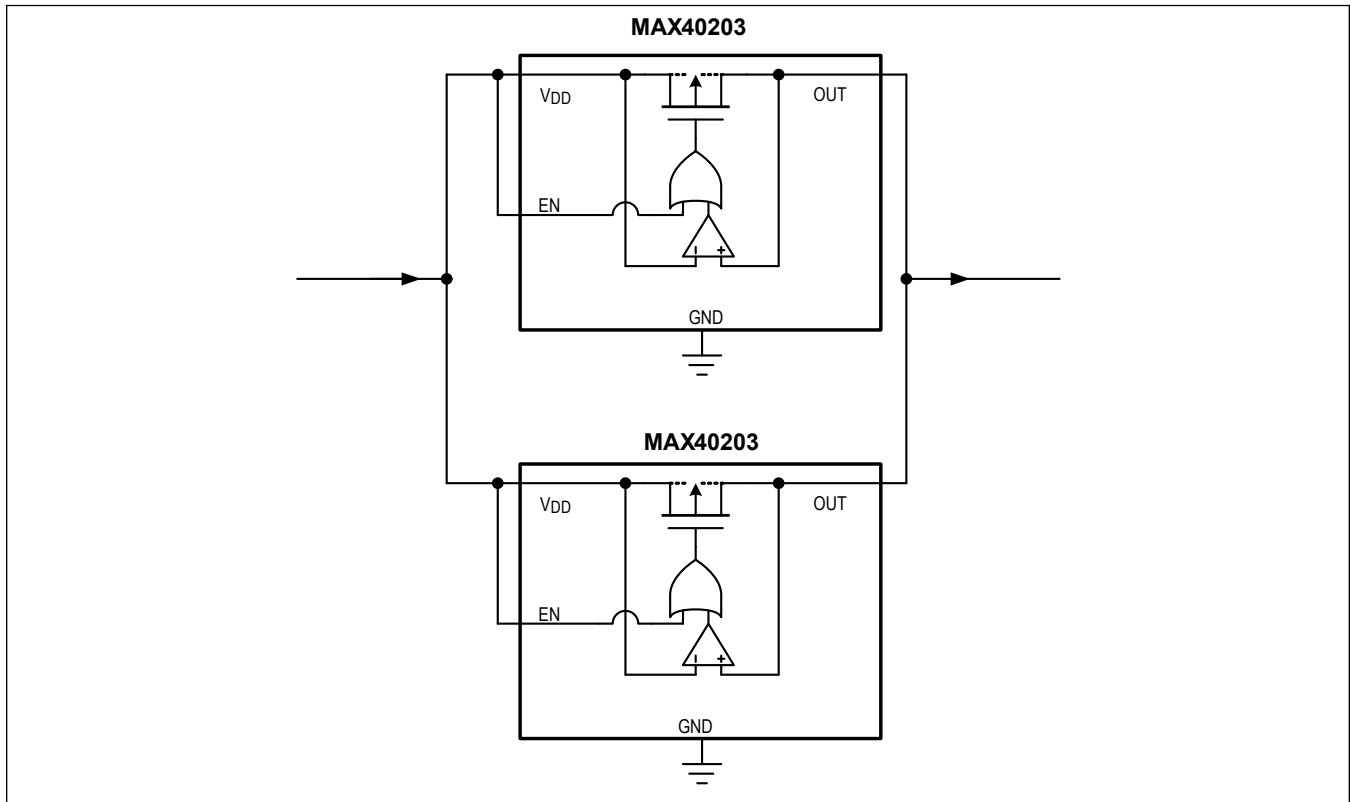 MAX40203
VDD
OUT
EN
- +
GND
MAX40203
VDD
OUT
EN
- +
GND